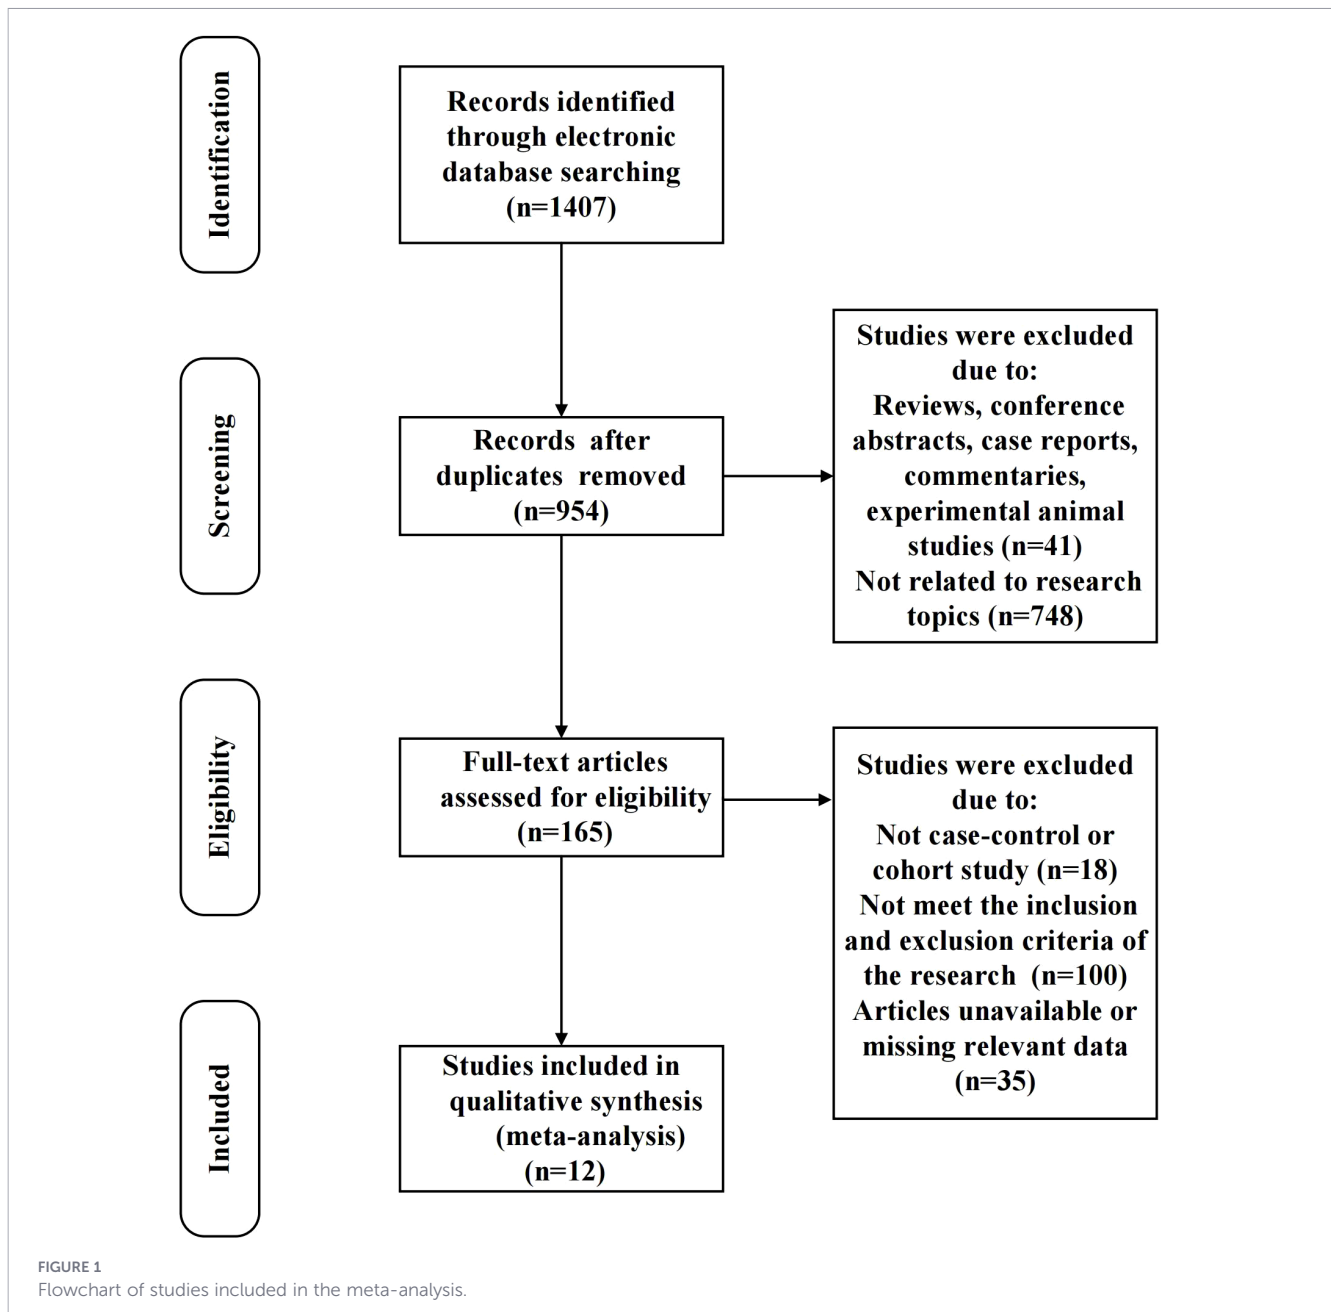 Identification
Records identified
through electronic
database searching
(n=1407)
Screening
Records after
duplicates removed
(n=954)
Studies were excluded
due to:
Reviews, conference
abstracts, case reports,
commentaries,
experimental animal
studies (n=41)
Not related to research
topics (n=748)
Eligibility
Full-text articles
assessed for eligibility
(n=165)
Studies were excluded
due to:
Not case-control or
cohort study (n=18)
Not meet the inclusion
and exclusion criteria of
the research (n=100)
Articles unavailable or
missing relevant data
(n=35)
Included
Studies included in
qualitative synthesis
(meta-analysis)
(n=12)
FIGURE 1
Flowchart of studies included in the meta-analysis.